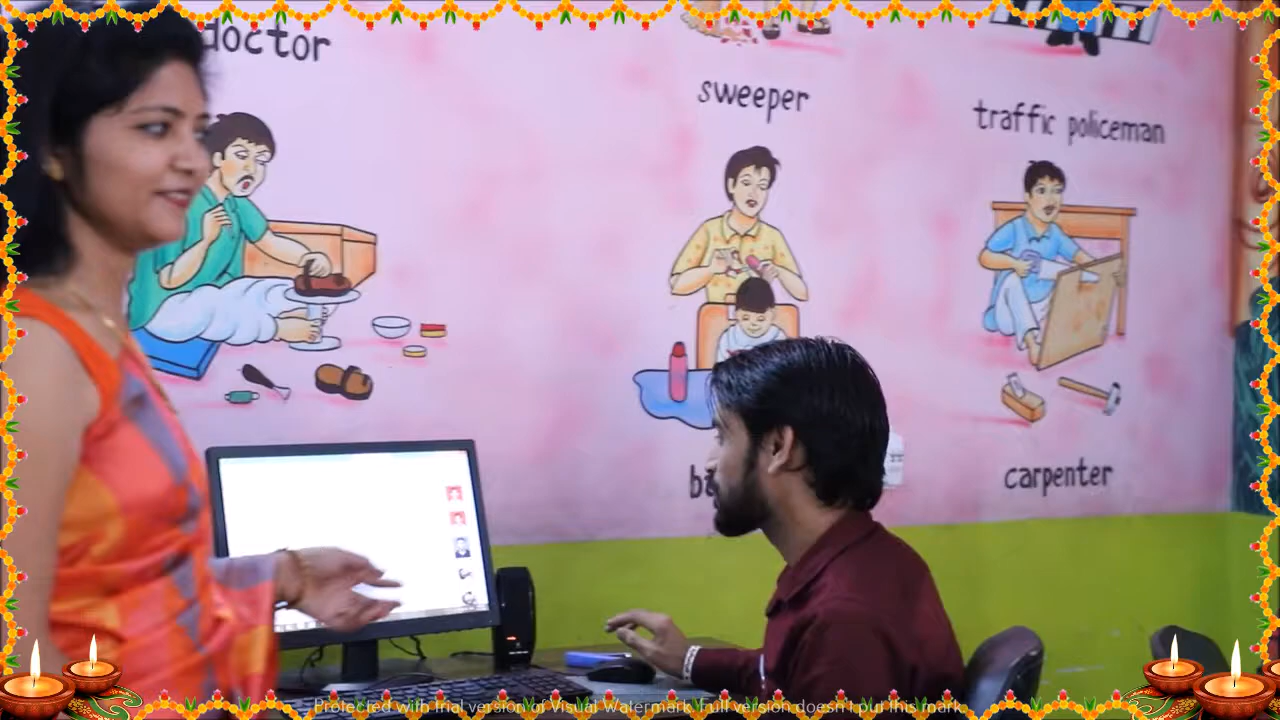 doctor
sweeper
traffic policeman
carpenter
Protected with trial version of Visual Watermark. Full version doesn't put this mark.